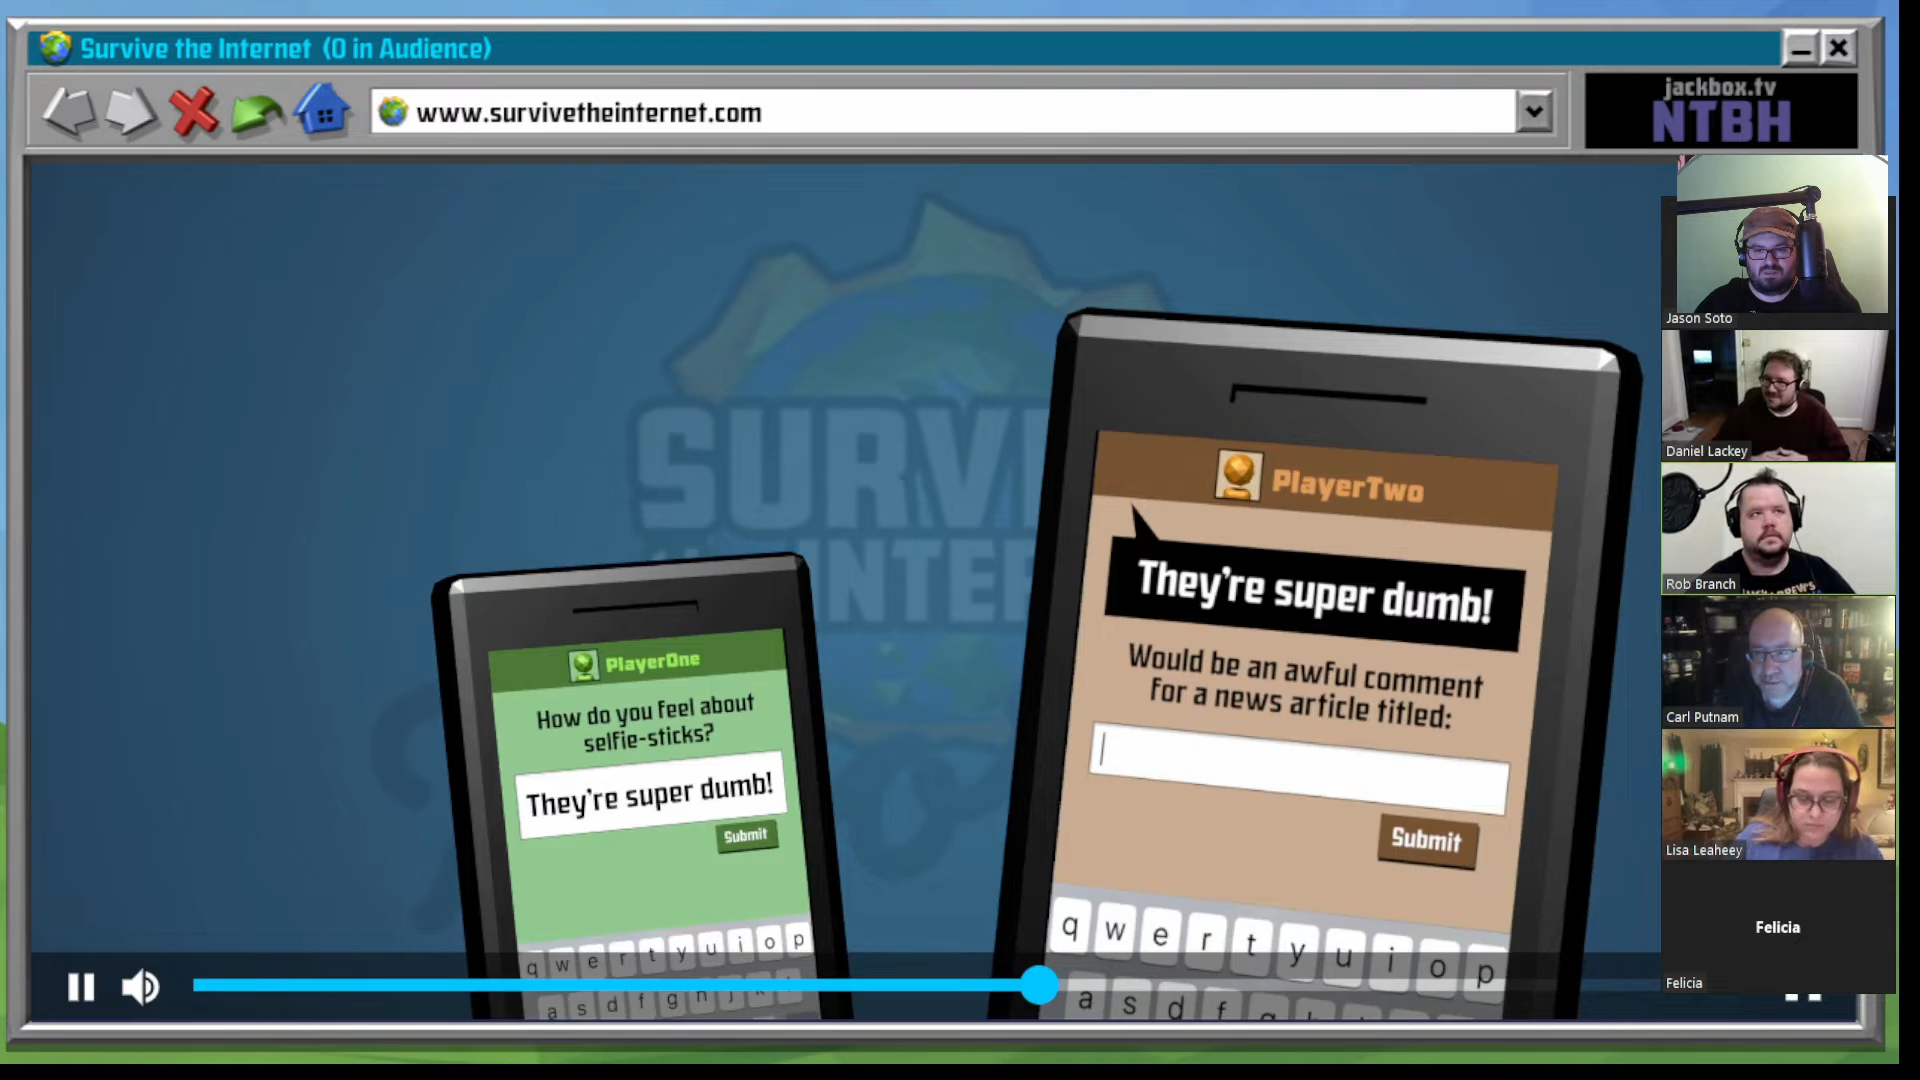 Survive the Internet (0 in Audience)
www.survivetheinternet.com
jackbox.tv
NTBH
SURVI
INTER
PlayerOne
How do you feel about
selfie-sticks?
They're super dumb!
Submit
q w e r t y u i o p
a s d f g h j k l
PlayerTwo
They're super dumb!
Would be an awful comment
for a news article titled:
Submit
q w e r t y u i o p
a s d f g h
Jason Soto
Daniel Lackey
Rob Branch
Carl Putnam
Lisa Leaheey
Felicia
Felicia